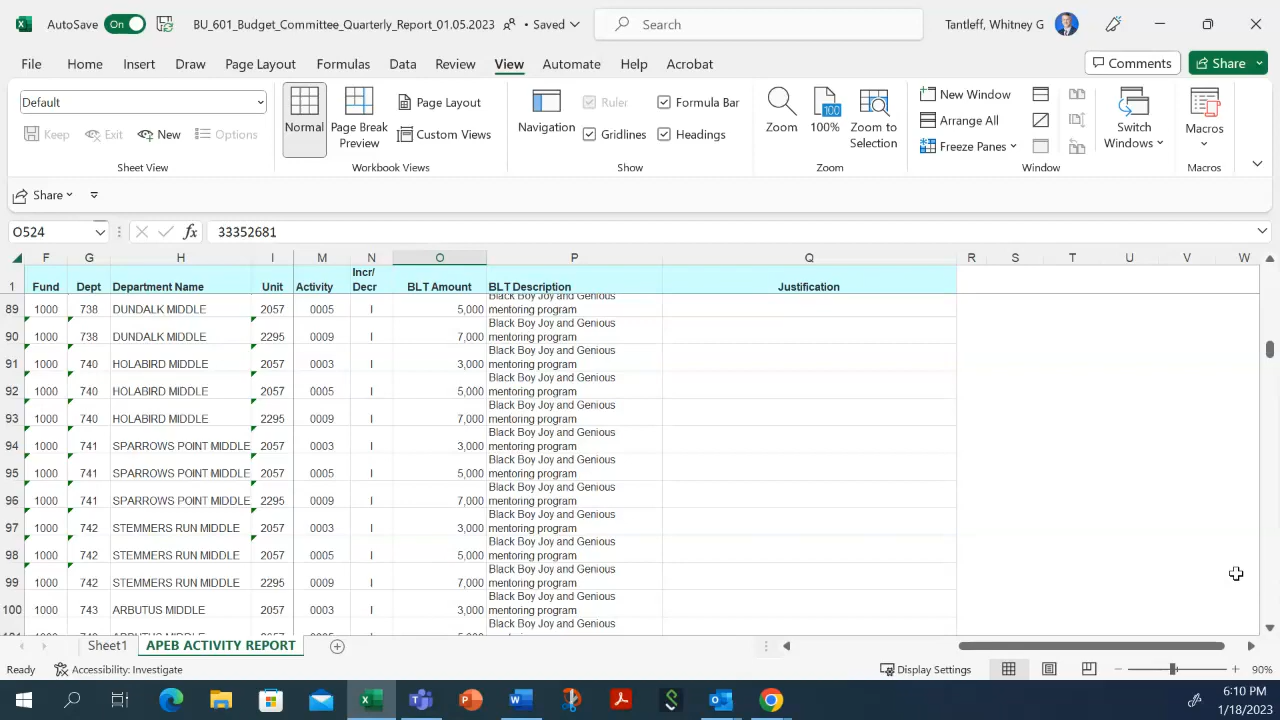 AutoSave On BU_601_Budget_Committee_Quarterly_Report_01.05.2023 • Saved Search Tantleff, Whitney G
File Home Insert Draw Page Layout Formulas Data Review View Automate Help Acrobat Comments Share
Default Page Layout Ruler Formula Bar New Window
Keep Exit New Options Normal Page Break Preview Custom Views Navigation Gridlines Headings Zoom 100% Zoom to Selection Arrange All Freeze Panes Switch Windows Macros
Sheet View Workbook Views Show Zoom Window Macros
Share
O524 fx 33352681
F G H I M N O P Q R S T U V W
1 Fund Dept Department Name Unit Activity Incr/ Decr BLT Amount BLT Description Justification
89 1000 738 DUNDALK MIDDLE 2057 0005 I 5,000 Black Boy Joy and Genious mentoring program
90 1000 738 DUNDALK MIDDLE 2295 0009 I 7,000 Black Boy Joy and Genious mentoring program
91 1000 740 HOLABIRD MIDDLE 2057 0003 I 3,000 Black Boy Joy and Genious mentoring program
92 1000 740 HOLABIRD MIDDLE 2057 0005 I 5,000 Black Boy Joy and Genious mentoring program
93 1000 740 HOLABIRD MIDDLE 2295 0009 I 7,000 Black Boy Joy and Genious mentoring program
94 1000 741 SPARROWS POINT MIDDLE 2057 0003 I 3,000 Black Boy Joy and Genious mentoring program
95 1000 741 SPARROWS POINT MIDDLE 2057 0005 I 5,000 Black Boy Joy and Genious mentoring program
96 1000 741 SPARROWS POINT MIDDLE 2295 0009 I 7,000 Black Boy Joy and Genious mentoring program
97 1000 742 STEMMERS RUN MIDDLE 2057 0003 I 3,000 Black Boy Joy and Genious mentoring program
98 1000 742 STEMMERS RUN MIDDLE 2057 0005 I 5,000 Black Boy Joy and Genious mentoring program
99 1000 742 STEMMERS RUN MIDDLE 2295 0009 I 7,000 Black Boy Joy and Genious mentoring program
100 1000 743 ARBUTUS MIDDLE 2057 0003 I 3,000 Black Boy Joy and Genious mentoring program
Black Boy Joy and Genious
Sheet1 APEB ACTIVITY REPORT
Ready Accessibility: Investigate Display Settings 90%
6:10 PM
1/18/2023